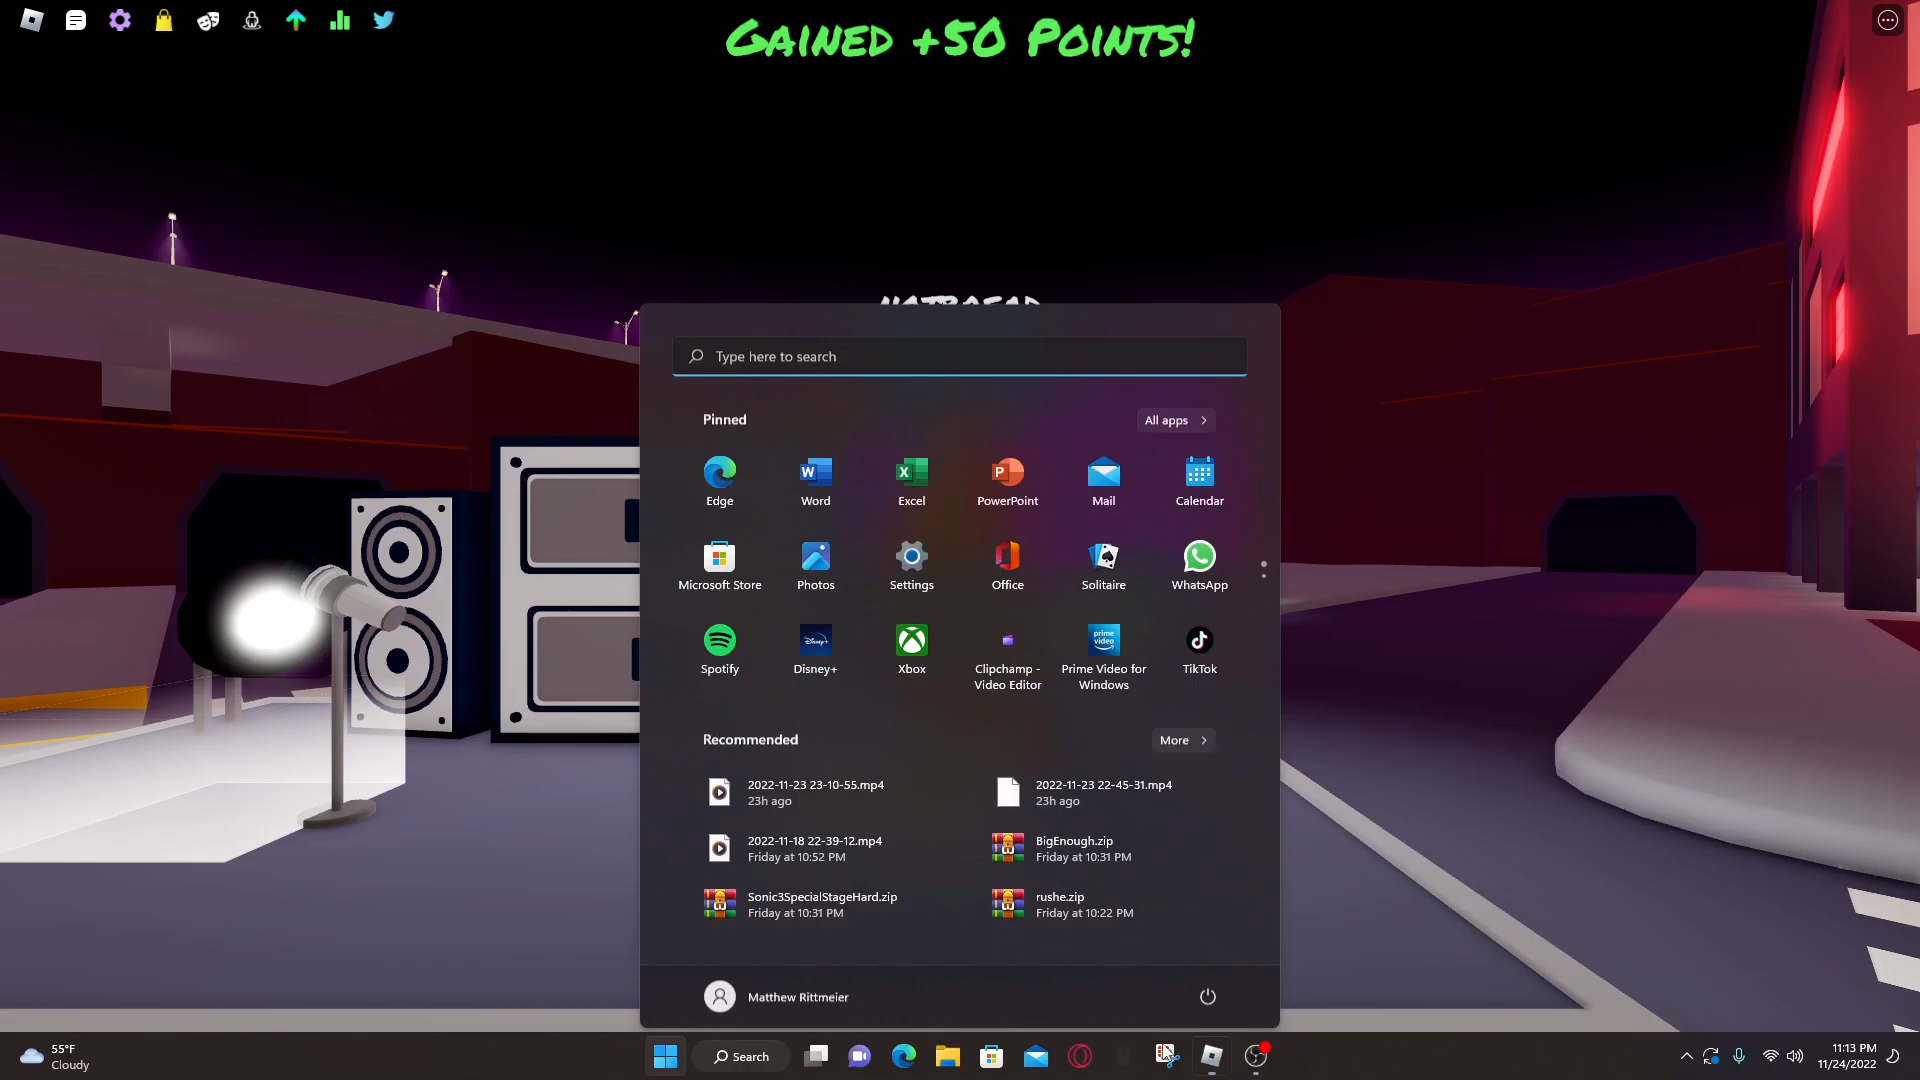 Gained +50 Points!
Type here to search
Pinned
All apps
Edge
Word
Excel
PowerPoint
Mail
Calendar
Microsoft Store
Photos
Settings
Office
Solitaire
WhatsApp
Spotify
Disney+
Xbox
Clipchamp -
Video Editor
Prime Video for
Windows
TikTok
Recommended
More
2022-11-23 23-10-55.mp4
23h ago
2022-11-23 22-45-31.mp4
23h ago
2022-11-18 22-39-12.mp4
Friday at 10:52 PM
BigEnough.zip
Friday at 10:31 PM
Sonic3SpecialStageHard.zip
Friday at 10:31 PM
rushe.zip
Friday at 10:22 PM
Matthew Rittmeier
55°F
Cloudy
Search
11:13 PM
11/24/2022